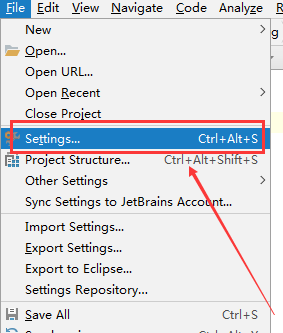 File Edit View Navigate Code Analyze R
New
Open...
Open URL...
Open Recent
Close Project
Settings... Ctrl+Alt+S
Project Structure... Ctrl+Alt+Shift+S
Other Settings
Sync Settings to JetBrains Account...
Import Settings...
Export Settings...
Export to Eclipse...
Settings Repository...
Save All Ctrl+S